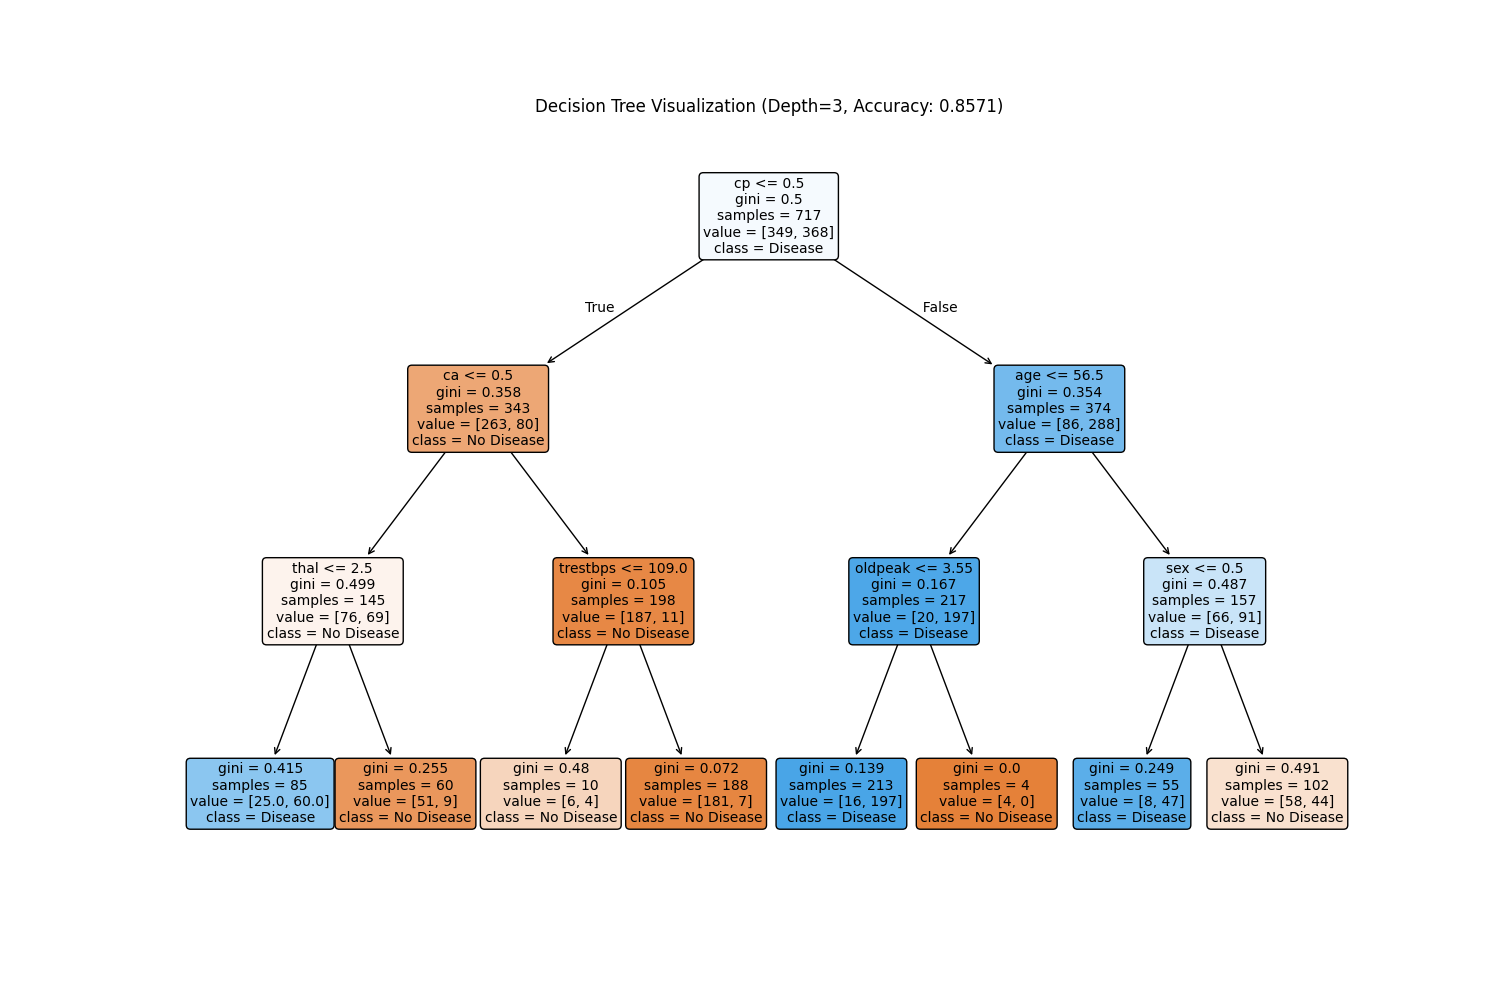 Decision Tree Visualization (Depth=3, Accuracy: 0.8571)
cp <= 0.5
gini = 0.5
samples = 717
value = [349, 368]
class = Disease
True
False
ca <= 0.5
gini = 0.358
samples = 343
value = [263, 80]
class = No Disease
age <= 56.5
gini = 0.354
samples = 374
value = [86, 288]
class = Disease
thal <= 2.5
gini = 0.499
samples = 145
value = [76, 69]
class = No Disease
trestbps <= 109.0
gini = 0.105
samples = 198
value = [187, 11]
class = No Disease
oldpeak <= 3.55
gini = 0.167
samples = 217
value = [20, 197]
class = Disease
sex <= 0.5
gini = 0.487
samples = 157
value = [66, 91]
class = Disease
gini = 0.415
samples = 85
value = [25.0, 60.0]
class = Disease
gini = 0.255
samples = 60
value = [51, 9]
class = No Disease
gini = 0.48
samples = 10
value = [6, 4]
class = No Disease
gini = 0.072
samples = 188
value = [181, 7]
class = No Disease
gini = 0.139
samples = 213
value = [16, 197]
class = Disease
gini = 0.0
samples = 4
value = [4, 0]
class = No Disease
gini = 0.249
samples = 55
value = [8, 47]
class = Disease
gini = 0.491
samples = 102
value = [58, 44]
class = No Disease